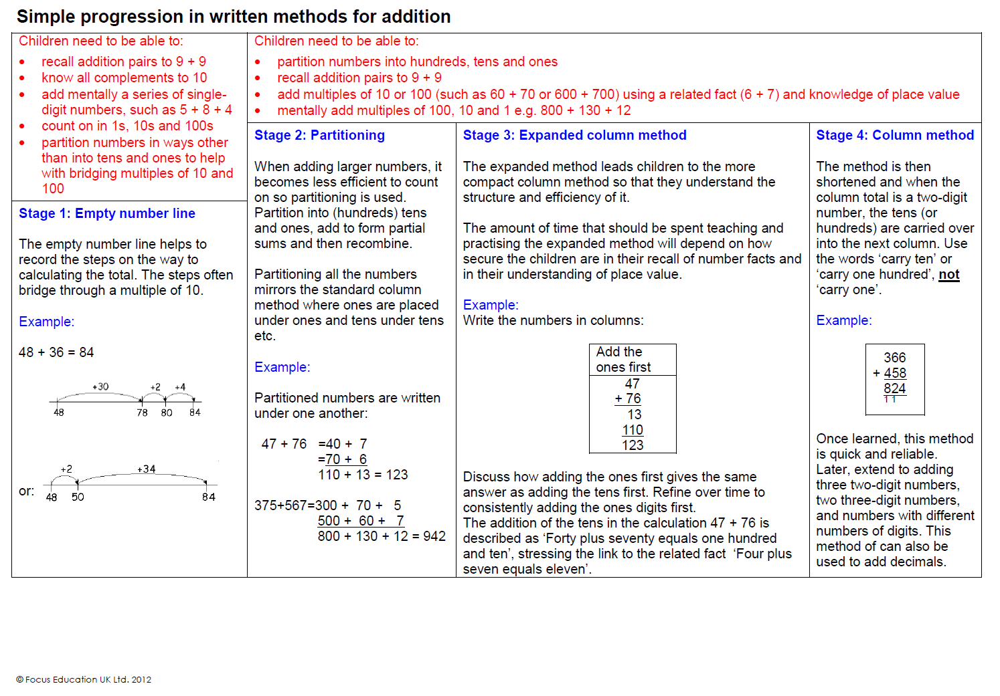 Simple progression in written methods for addition
Children need to be able to:
• recall addition pairs to 9 + 9
• know all complements to 10
• add mentally a series of single-
digit numbers, such as 5 + 8 + 4
• count on in 1s, 10s and 100s
• partition numbers in ways other
than into tens and ones to help
with bridging multiples of 10 and
100
Stage 1: Empty number line
The empty number line helps to
record the steps on the way to
calculating the total. The steps often
bridge through a multiple of 10.
Example:
48 + 36 = 84
+30 +2 +4
48 78 80 84
+2 +34
or:
48 50 84
Children need to be able to:
• partition numbers into hundreds, tens and ones
• recall addition pairs to 9 + 9
• add multiples of 10 or 100 (such as 60 + 70 or 600 + 700) using a related fact (6 + 7) and knowledge of place value
• mentally add multiples of 100, 10 and 1 e.g. 800 + 130 + 12
Stage 2: Partitioning
When adding larger numbers, it
becomes less efficient to count
on so partitioning is used.
Partition into (hundreds) tens
and ones, add to form partial
sums and then recombine.
Partitioning all the numbers
mirrors the standard column
method where ones are placed
under ones and tens under tens
etc.
Example:
Partitioned numbers are written
under one another:
47 + 76 =40 + 7
=70 + 6
110 + 13 = 123
375+567=300 + 70 + 5
500 + 60 + 7
800 + 130 + 12 = 942
Stage 3: Expanded column method
The expanded method leads children to the more
compact column method so that they understand the
structure and efficiency of it.
The amount of time that should be spent teaching and
practising the expanded method will depend on how
secure the children are in their recall of number facts and
in their understanding of place value.
Example:
Write the numbers in columns:
Add the
ones first
47
+ 76
13
110
123
Discuss how adding the ones first gives the same
answer as adding the tens first. Refine over time to
consistently adding the ones digits first.
The addition of the tens in the calculation 47 + 76 is
described as ‘Forty plus seventy equals one hundred
and ten’, stressing the link to the related fact ‘Four plus
seven equals eleven’.
Stage 4: Column method
The method is then
shortened and when the
column total is a two-digit
number, the tens (or
hundreds) are carried over
into the next column. Use
the words ‘carry ten’ or
‘carry one hundred’, not
‘carry one’.
Example:
366
+ 458
824
1 1
Once learned, this method
is quick and reliable.
Later, extend to adding
three two-digit numbers,
two three-digit numbers,
and numbers with different
numbers of digits. This
method of can also be
used to add decimals.
© Focus Education UK Ltd. 2012